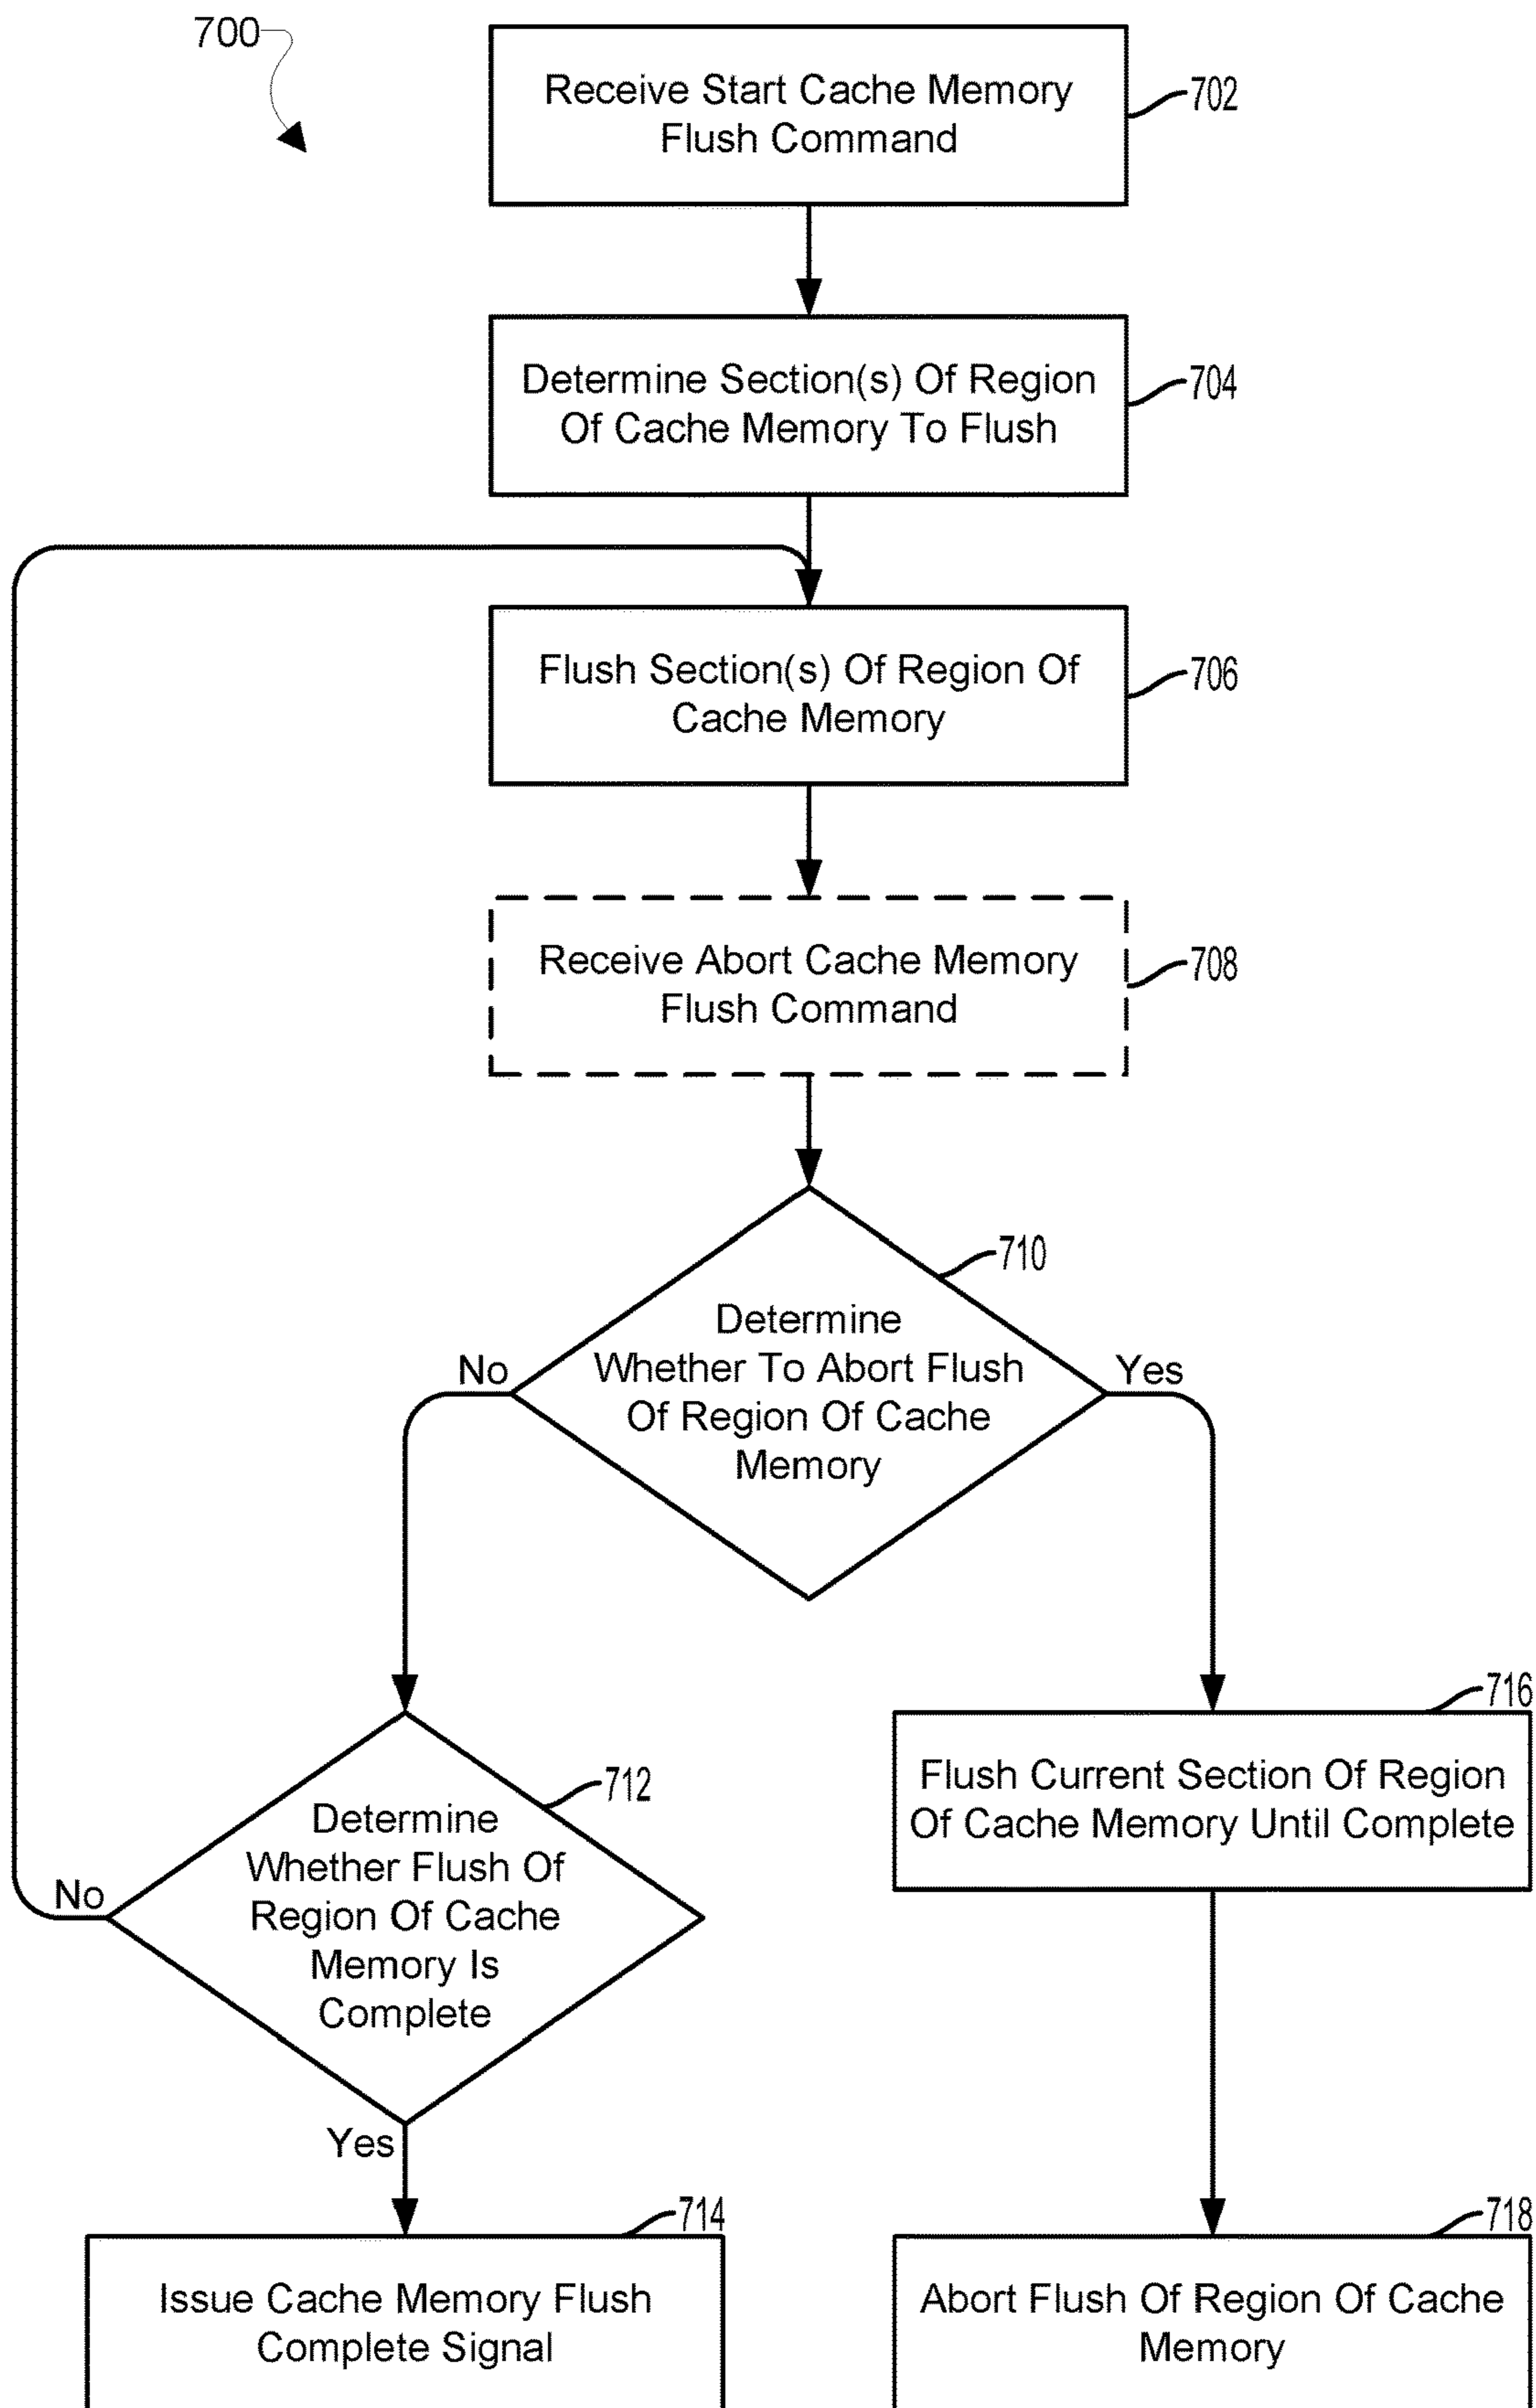 700
Receive Start Cache Memory
Flush Command
702
Determine Section(s) Of Region
Of Cache Memory To Flush
704
Flush Section(s) Of Region Of
Cache Memory
706
Receive Abort Cache Memory
Flush Command
708
710
Determine
Whether To Abort Flush
Of Region Of Cache
Memory
No
Yes
712
Determine
Whether Flush Of
Region Of Cache
Memory Is
Complete
No
Yes
716
Flush Current Section Of Region
Of Cache Memory Until Complete
714
Issue Cache Memory Flush
Complete Signal
718
Abort Flush Of Region Of Cache
Memory